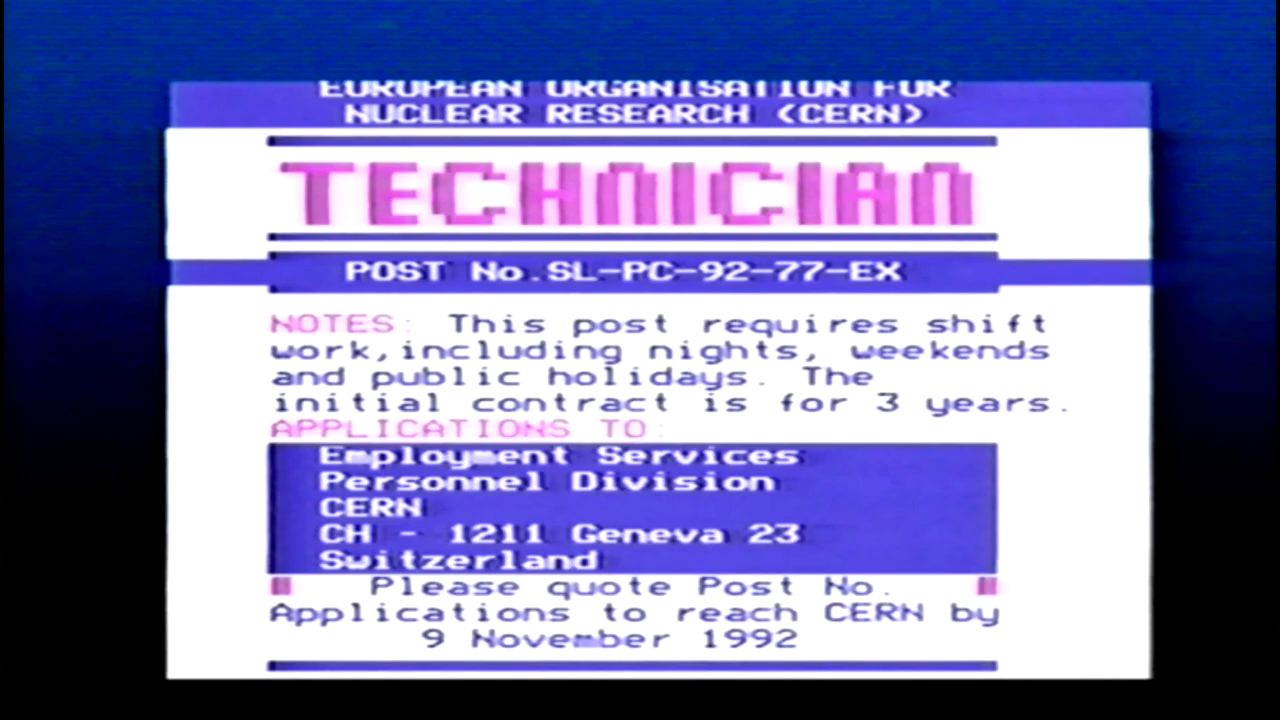 EUROPEAN ORGANISATION FOR
NUCLEAR RESEARCH (CERN)
TECHNICIAN
POST No.SL-PC-92-77-EX
NOTES: This post requires shift
work,including nights, weekends
and public holidays. The
initial contract is for 3 years.
APPLICATIONS TO:
Employment Services
Personnel Division
CERN
CH - 1211 Geneva 23
Switzerland
Please quote Post No.
Applications to reach CERN by
9 November 1992